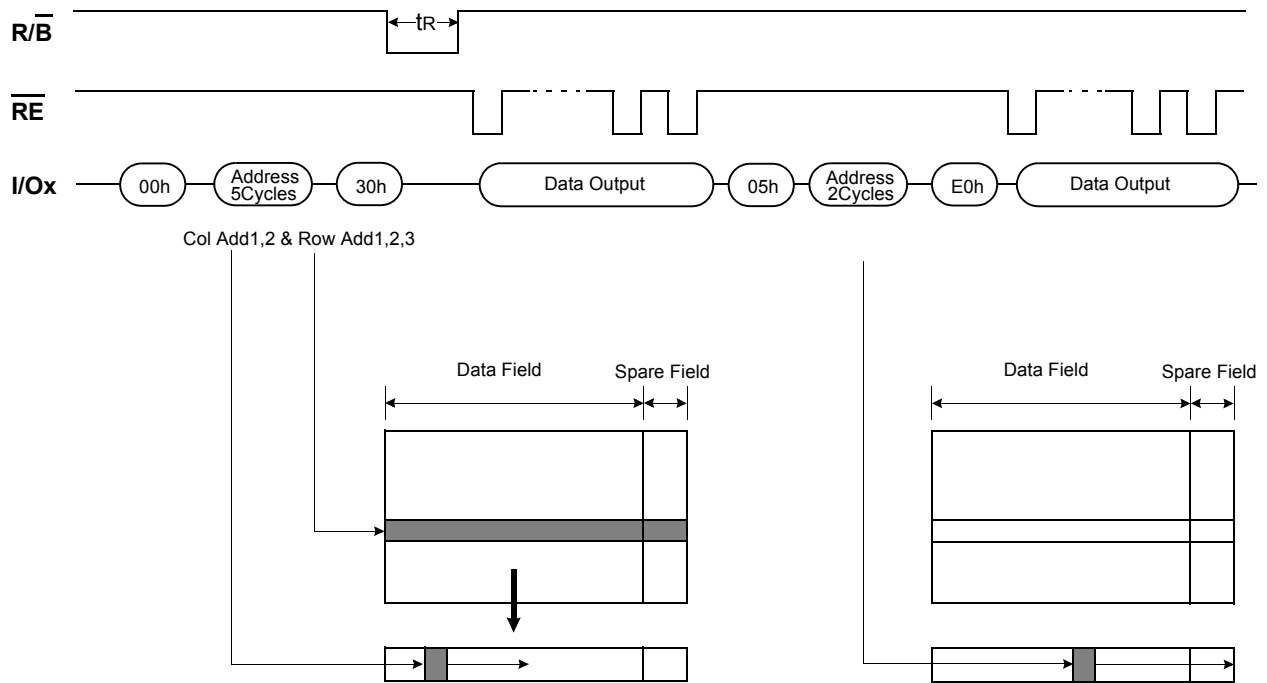 R/B
tR
RE
I/Ox
00h
Address
5Cycles
30h
Data Output
05h
Address
2Cycles
E0h
Data Output
Col Add1,2 & Row Add1,2,3
Data Field
Spare Field
Data Field
Spare Field